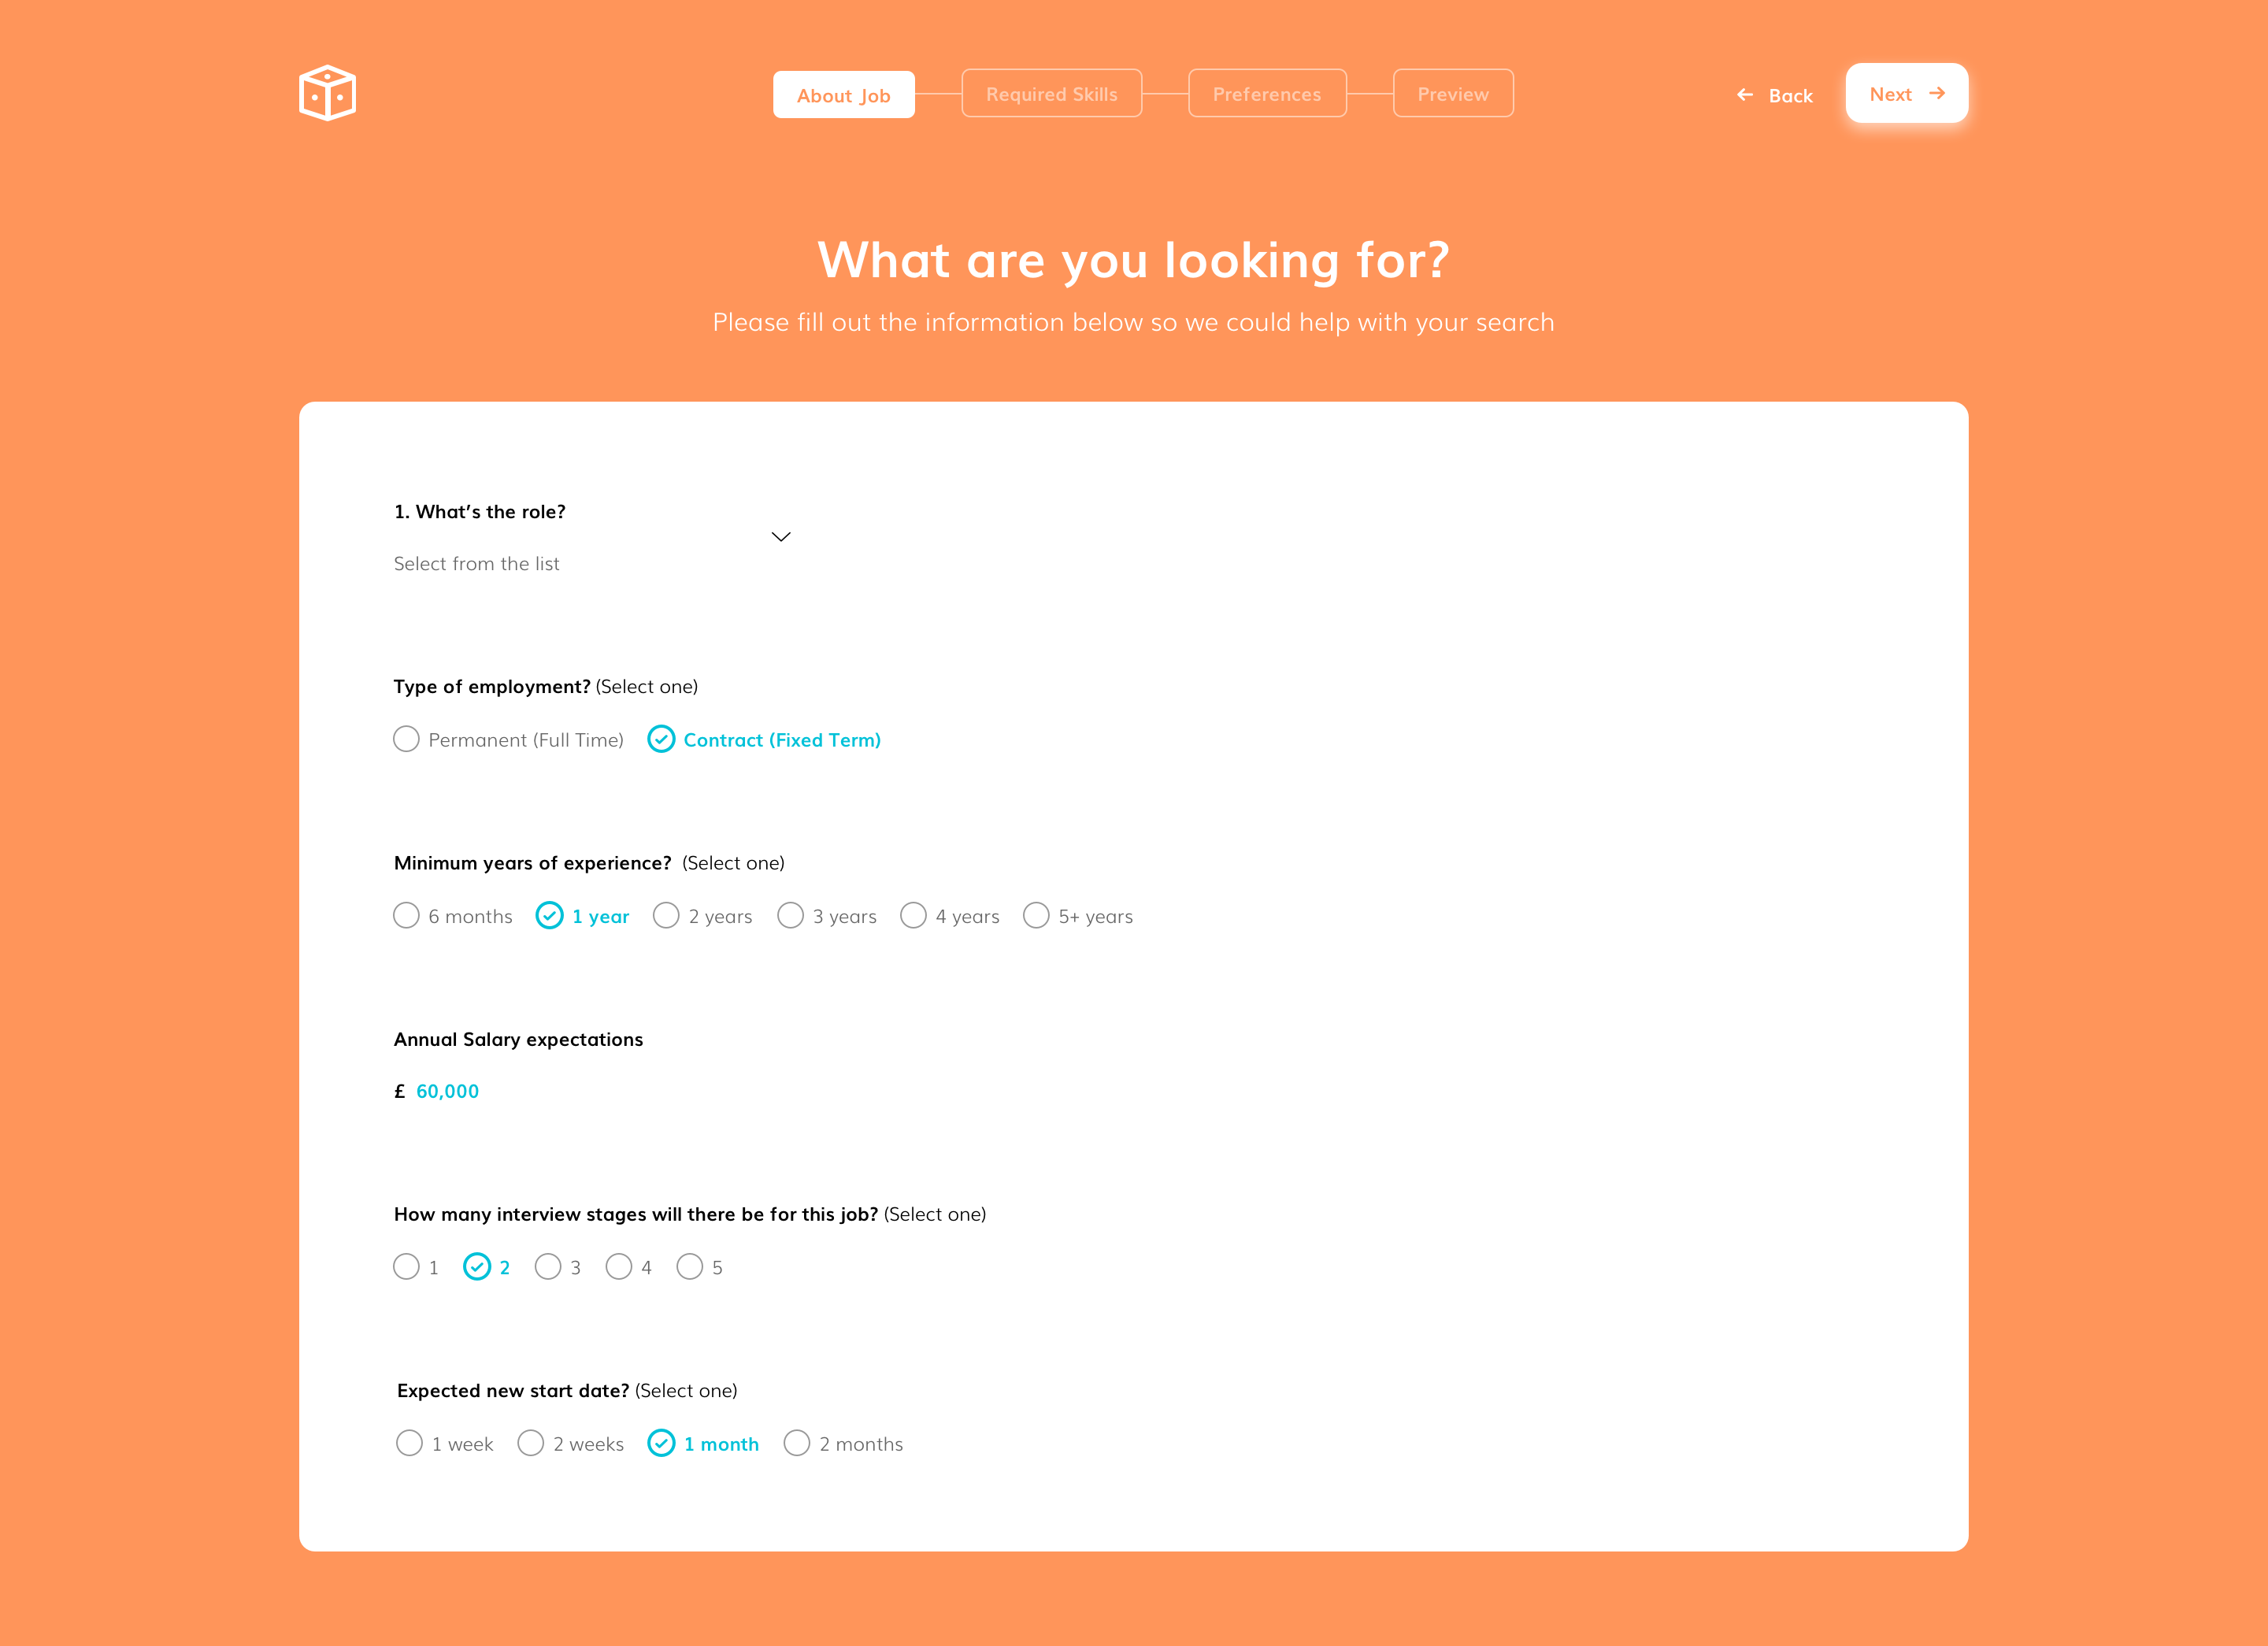 About Job
Required Skills
Preferences
Preview
Back
Next
What are you looking for?
Please fill out the information below so we could help with your search
1. What’s the role?
Select from the list
Type of employment? (Select one)
Permanent (Full Time) Contract (Fixed Term)
Minimum years of experience? (Select one)
6 months 1 year 2 years 3 years 4 years 5+ years
Annual Salary expectations
£ 60,000
How many interview stages will there be for this job? (Select one)
1 2 3 4 5
Expected new start date? (Select one)
1 week 2 weeks 1 month 2 months